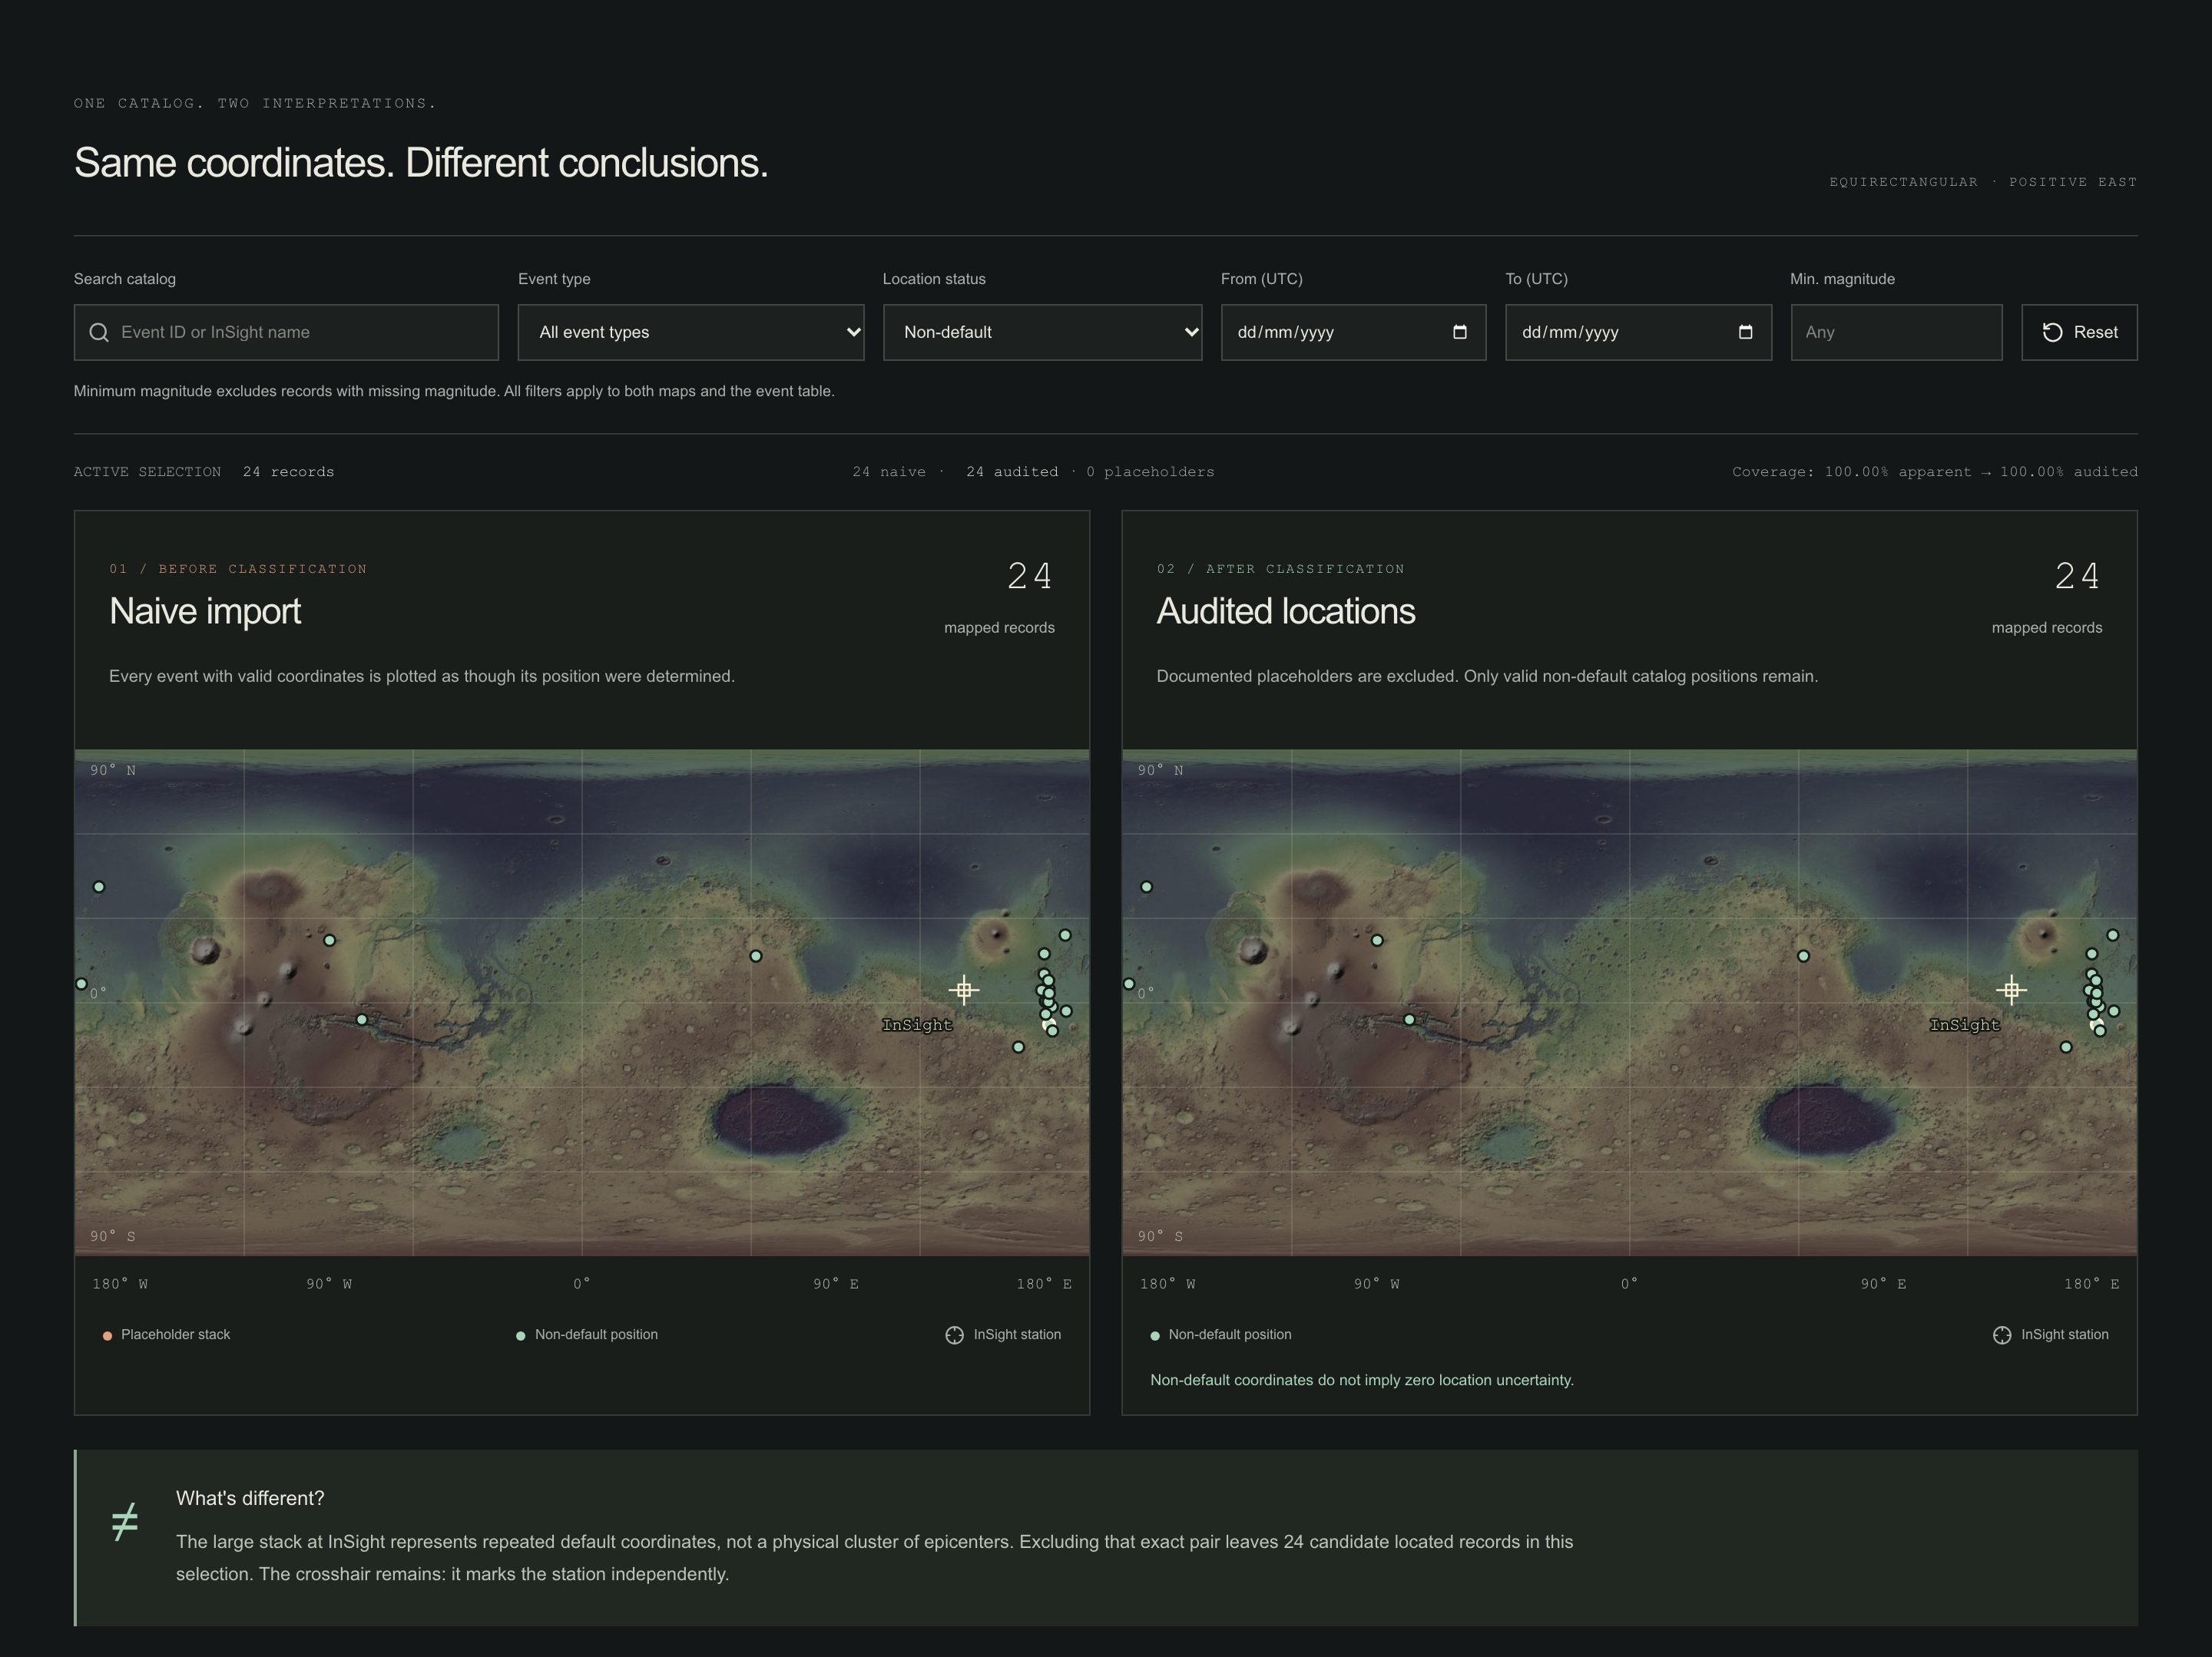 ONE CATALOG. TWO INTERPRETATIONS.
Same coordinates. Different conclusions.
EQUIRECTANGULAR · POSITIVE EAST
Search catalog
Event type
Location status
From (UTC)
To (UTC)
Min. magnitude
Event ID or InSight name
All event types
Non-default
dd/mm/yyyy
dd/mm/yyyy
Any
Reset
Minimum magnitude excludes records with missing magnitude. All filters apply to both maps and the event table.
ACTIVE SELECTION 24 records
24 naive · 24 audited · 0 placeholders
Coverage: 100.00% apparent → 100.00% audited
01 / BEFORE CLASSIFICATION
24
Naive import
mapped records
Every event with valid coordinates is plotted as though its position were determined.
90° N
0°
InSight
90° S
180° W
90° W
0°
90° E
180° E
Placeholder stack
Non-default position
InSight station
02 / AFTER CLASSIFICATION
24
Audited locations
mapped records
Documented placeholders are excluded. Only valid non-default catalog positions remain.
90° N
0°
InSight
90° S
180° W
90° W
0°
90° E
180° E
Non-default position
InSight station
Non-default coordinates do not imply zero location uncertainty.
≠
What's different?
The large stack at InSight represents repeated default coordinates, not a physical cluster of epicenters. Excluding that exact pair leaves 24 candidate located records in this
selection. The crosshair remains: it marks the station independently.